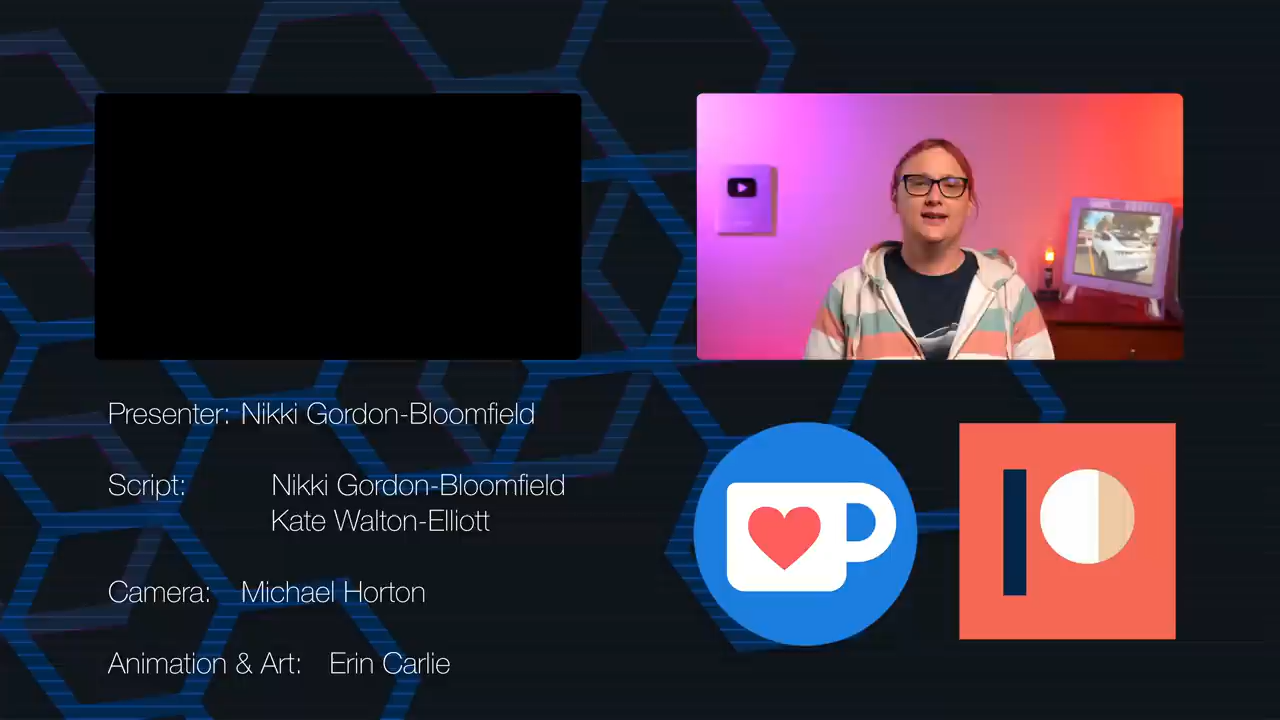 Presenter: Nikki Gordon-Bloomfield
Script: Nikki Gordon-Bloomfield
Kate Walton-Elliott
Camera: Michael Horton
Animation & Art: Erin Carlie